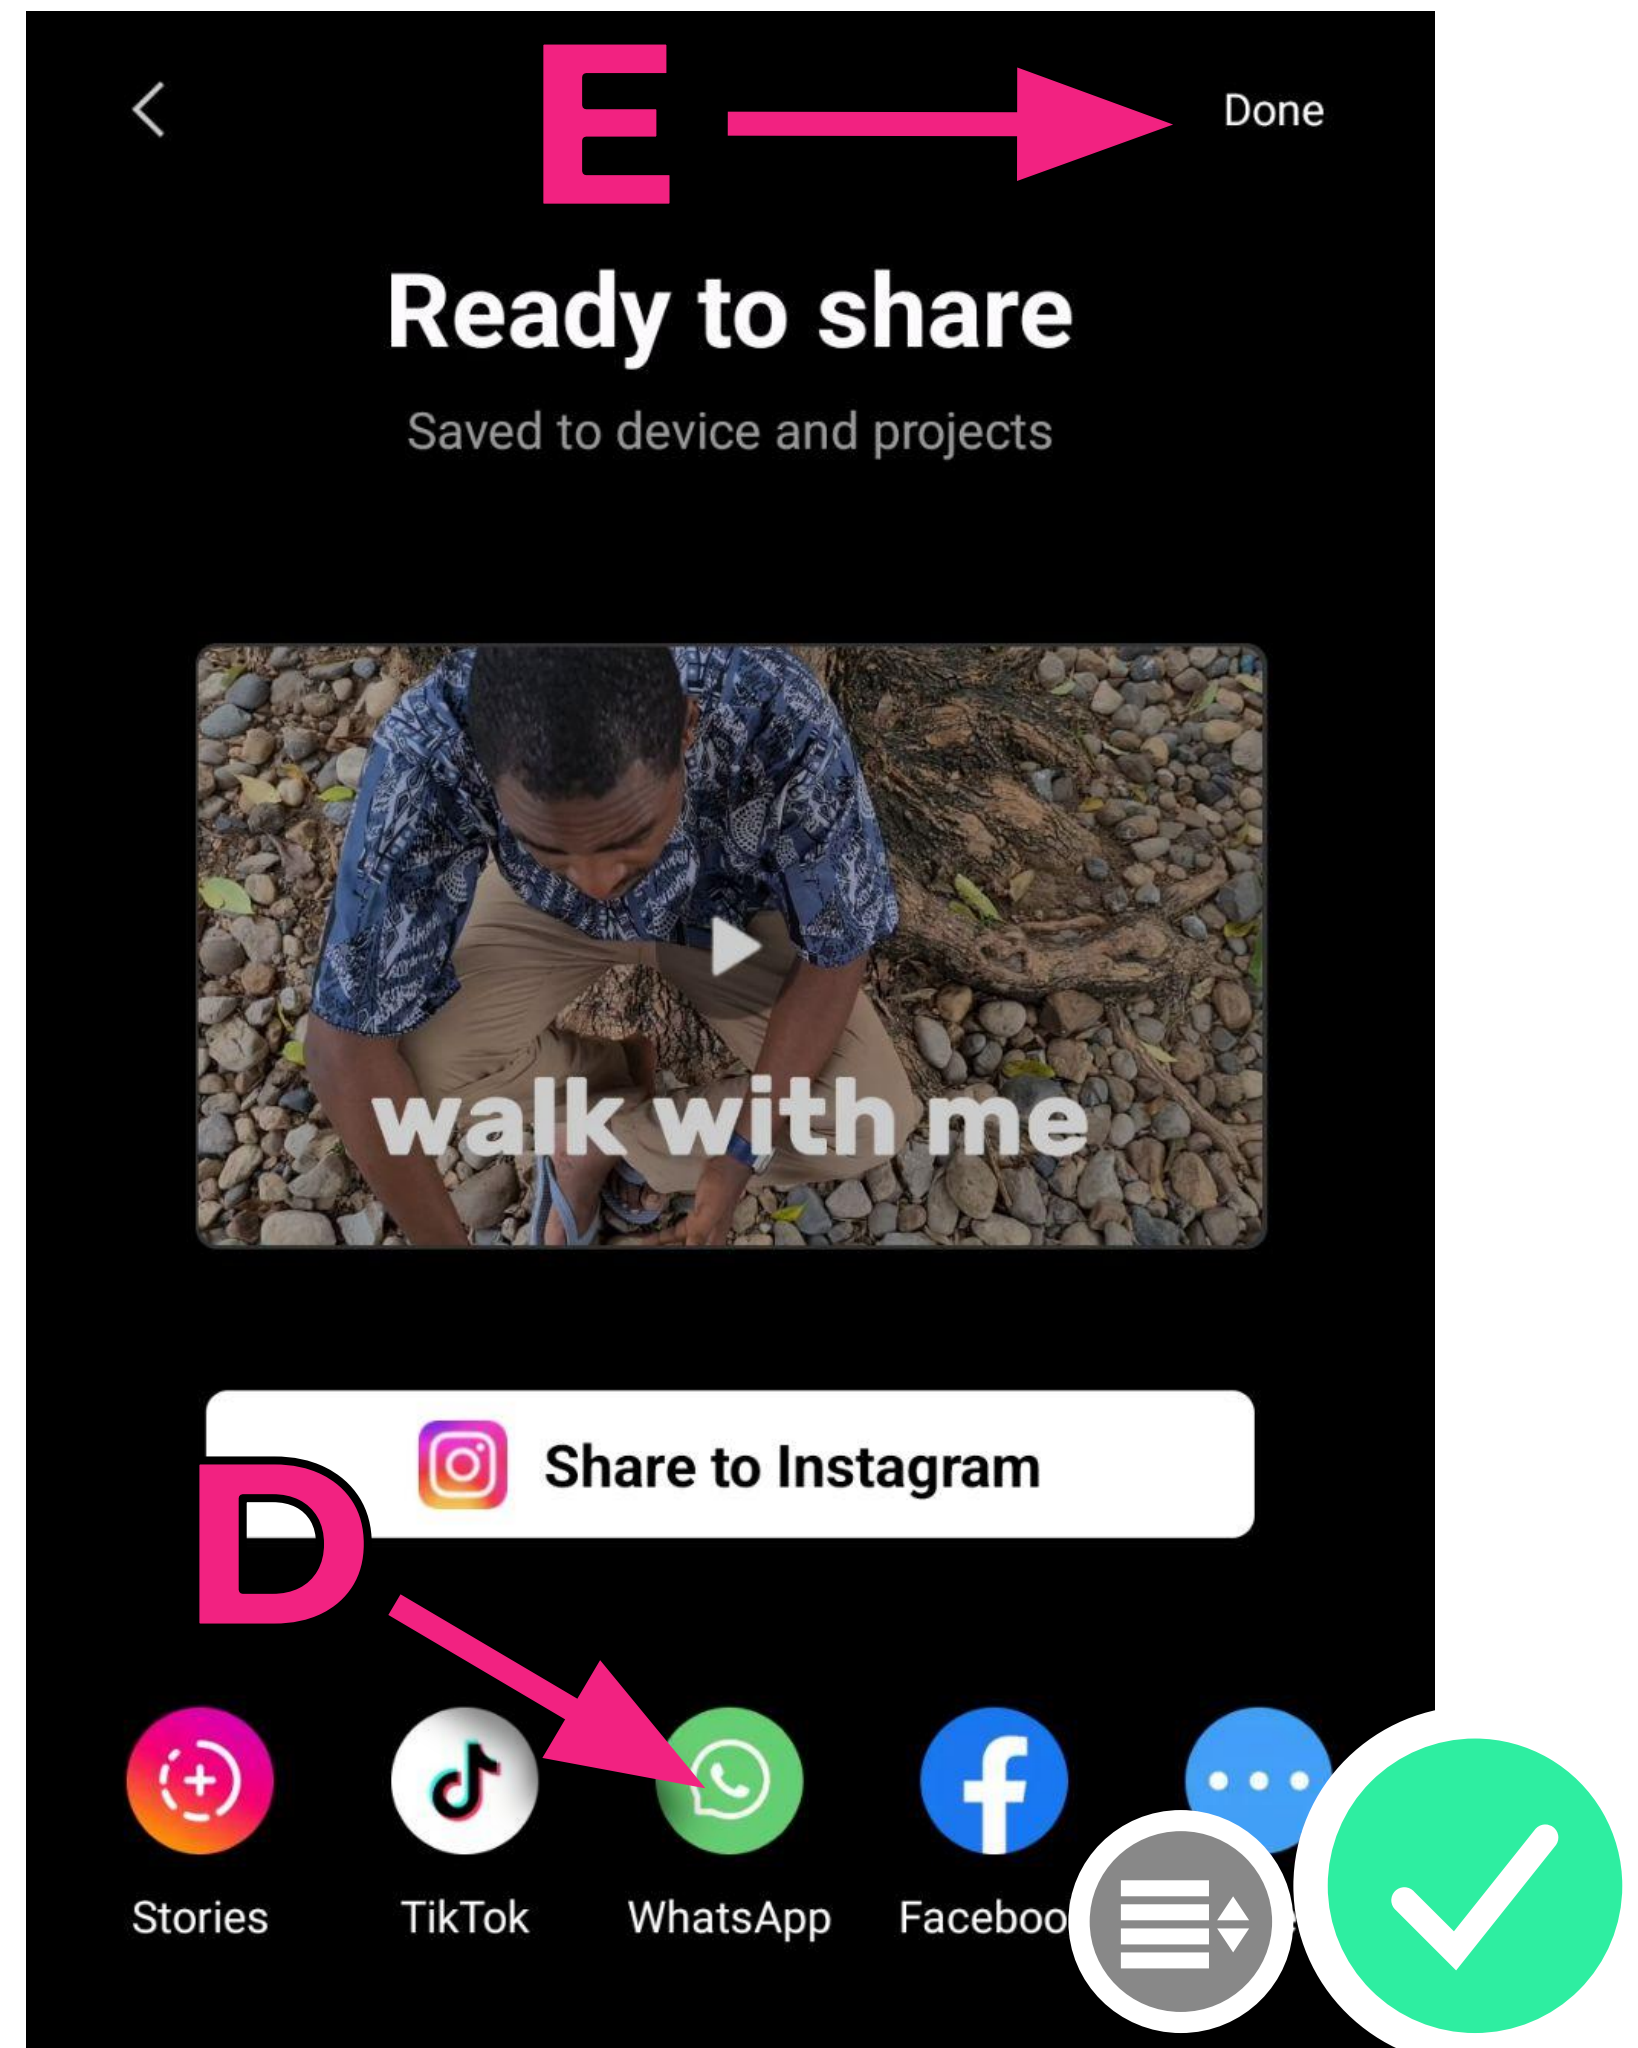 E
Done
Ready to share
Saved to device and projects
walk with me
Share to Instagram
D
Stories
TikTok
WhatsApp